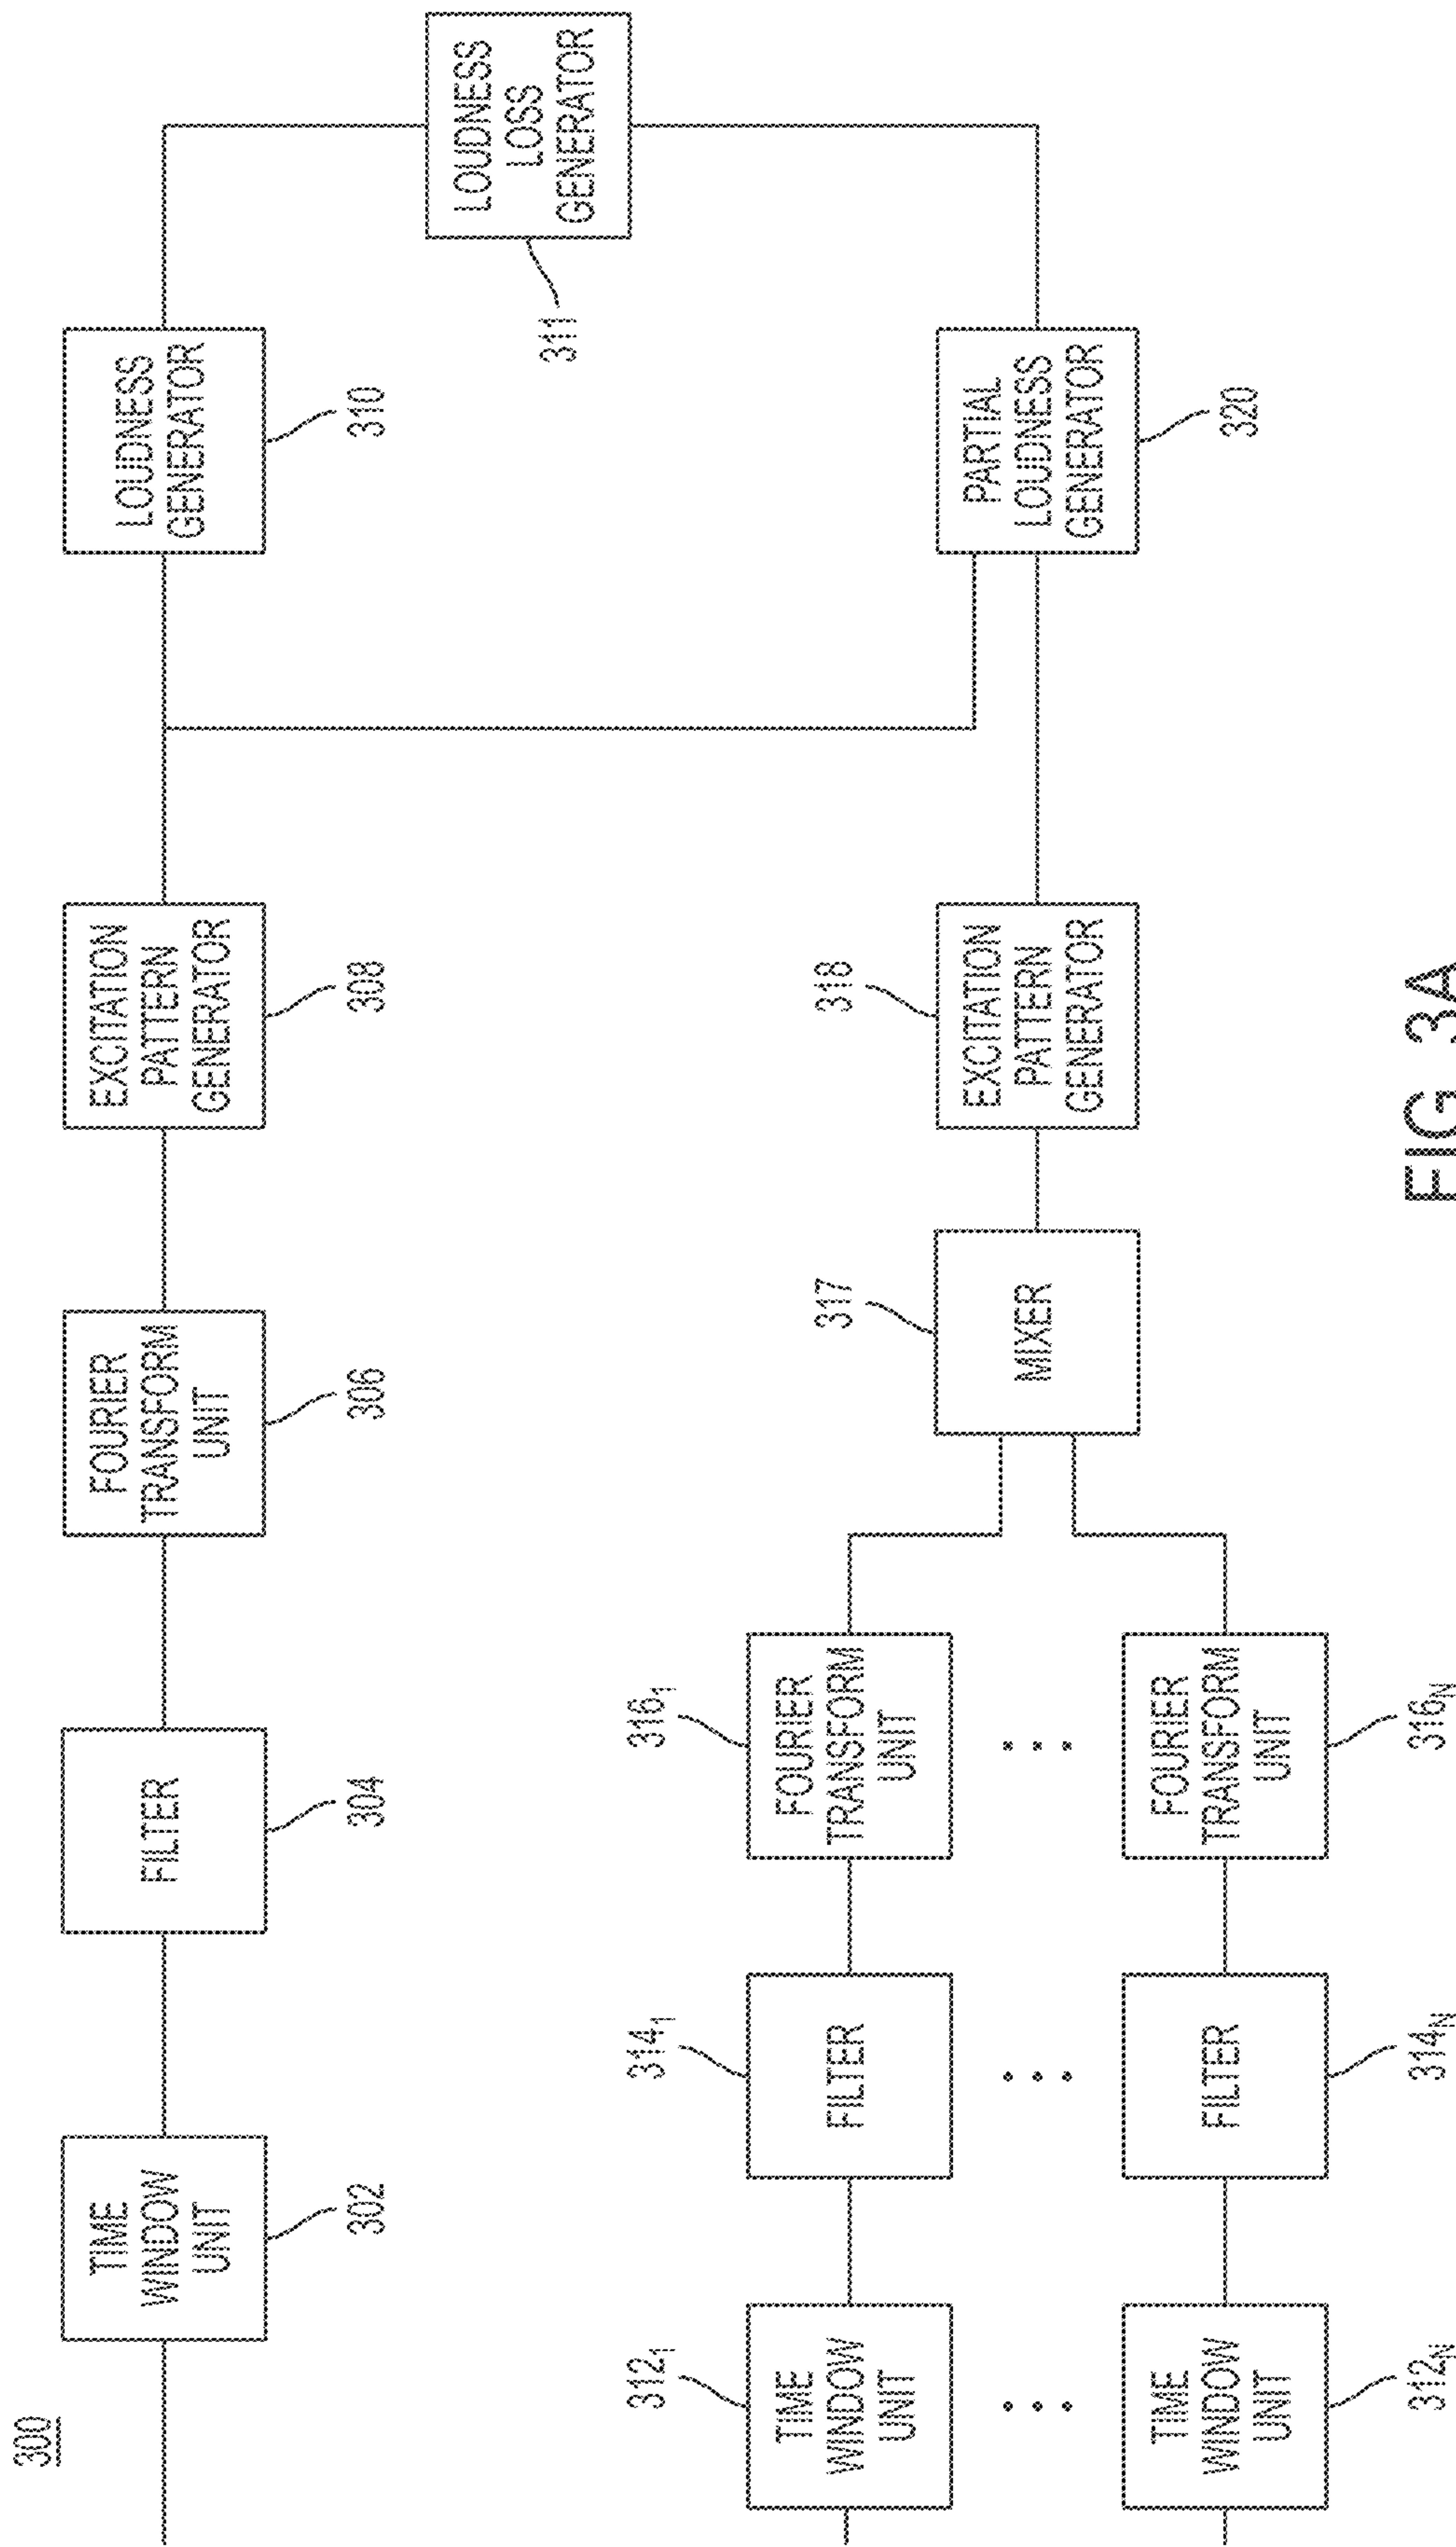 300
TIME
WINDOW
UNIT
302
FILTER
304
FOURIER
TRANSFORM
UNIT
306
EXCITATION
PATTERN
GENERATOR
308
LOUDNESS
GENERATOR
310
LOUDNESS
LOSS
GENERATOR
311
312₁
TIME
WINDOW
UNIT
314₁
FILTER
316₁
FOURIER
TRANSFORM
UNIT
317
MIXER
318
EXCITATION
PATTERN
GENERATOR
PARTIAL
LOUDNESS
GENERATOR
320
TIME
WINDOW
UNIT
312N
FILTER
314N
FOURIER
TRANSFORM
UNIT
316N
FIG. 3A